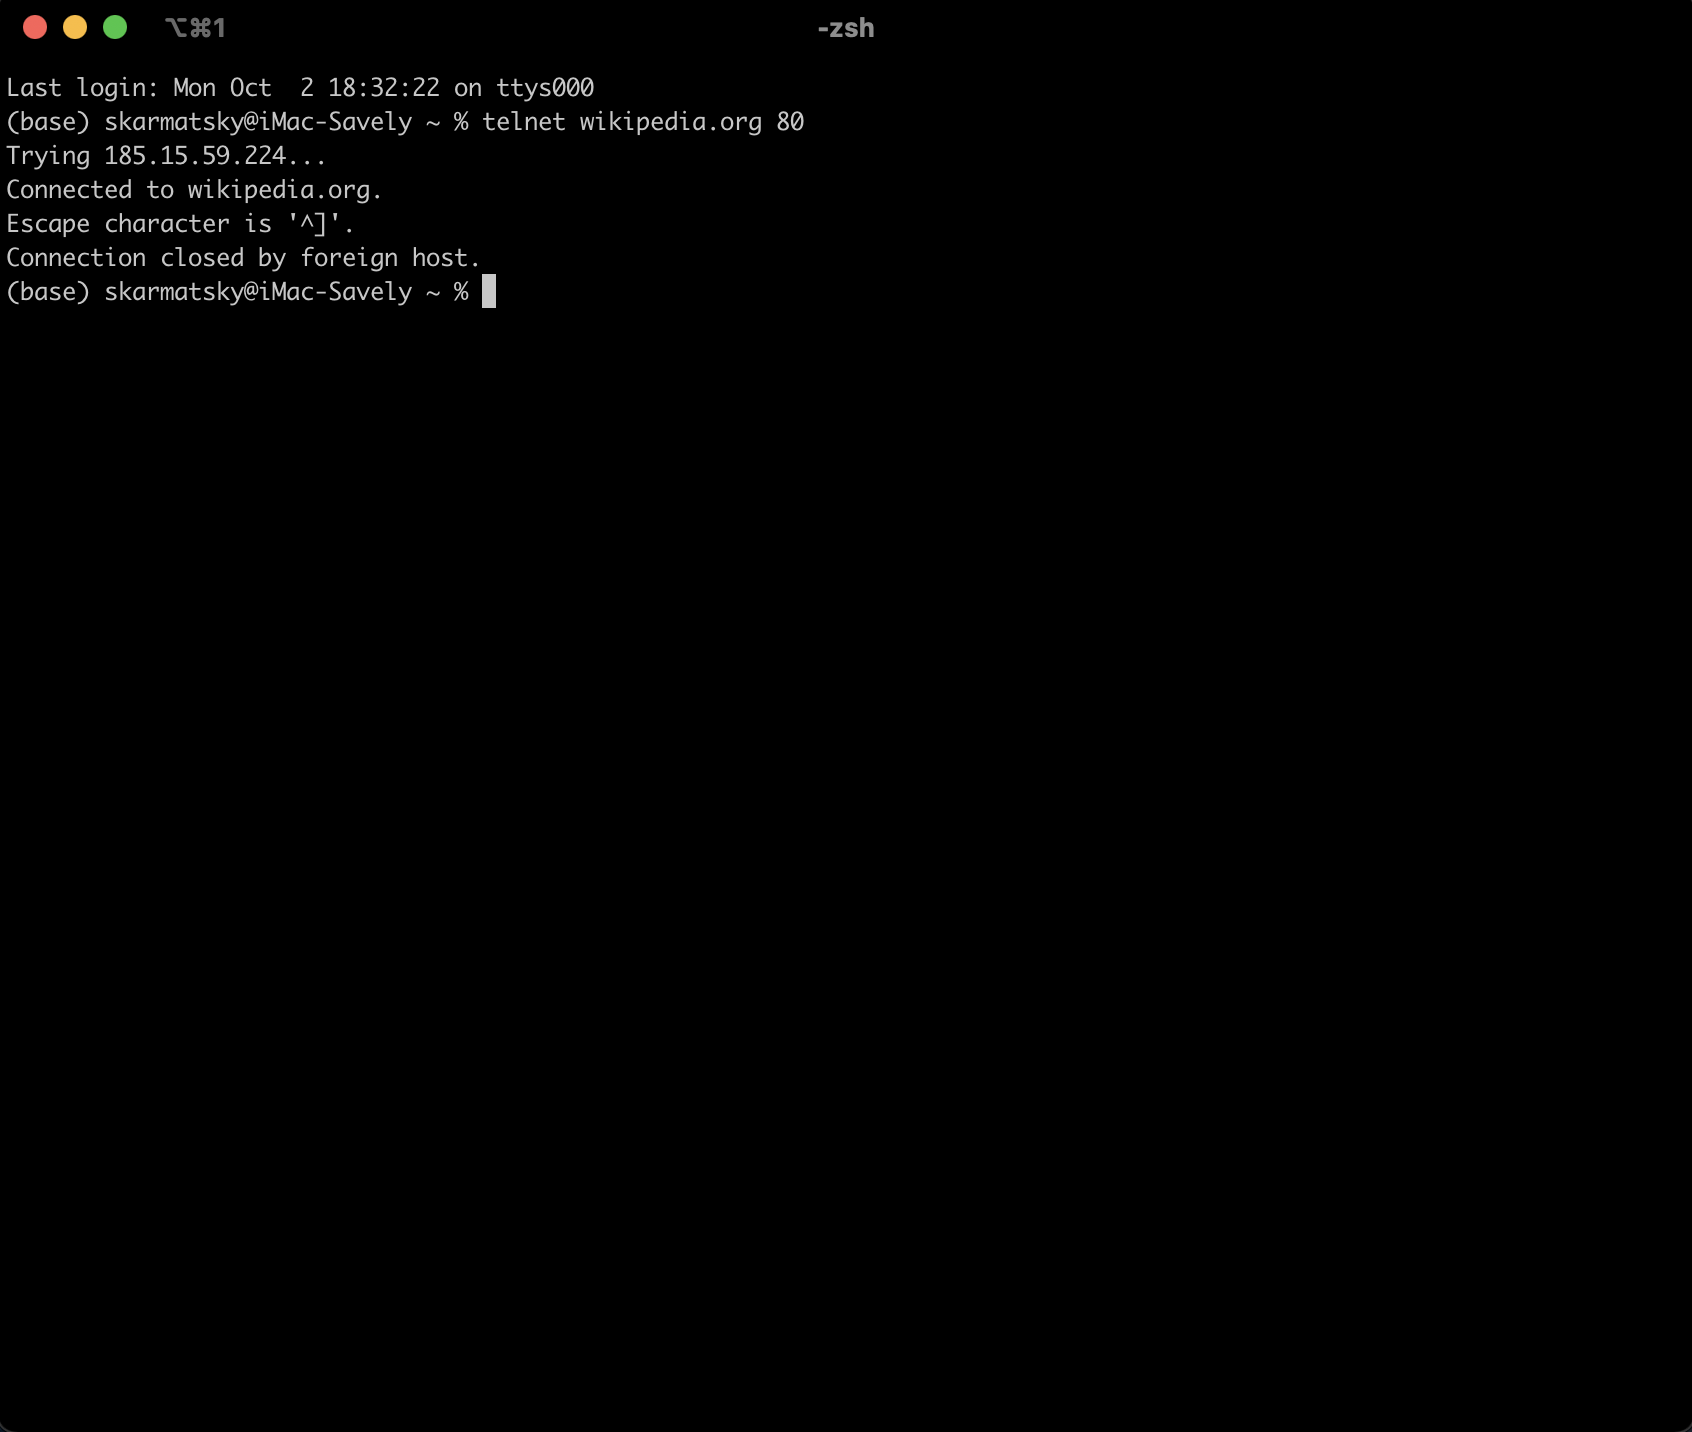 ⌥⌘1
-zsh
Last login: Mon Oct  2 18:32:22 on ttys000
(base) skarmatsky@iMac-Savely ~ % telnet wikipedia.org 80
Trying 185.15.59.224...
Connected to wikipedia.org.
Escape character is '^]'.
Connection closed by foreign host.
(base) skarmatsky@iMac-Savely ~ %